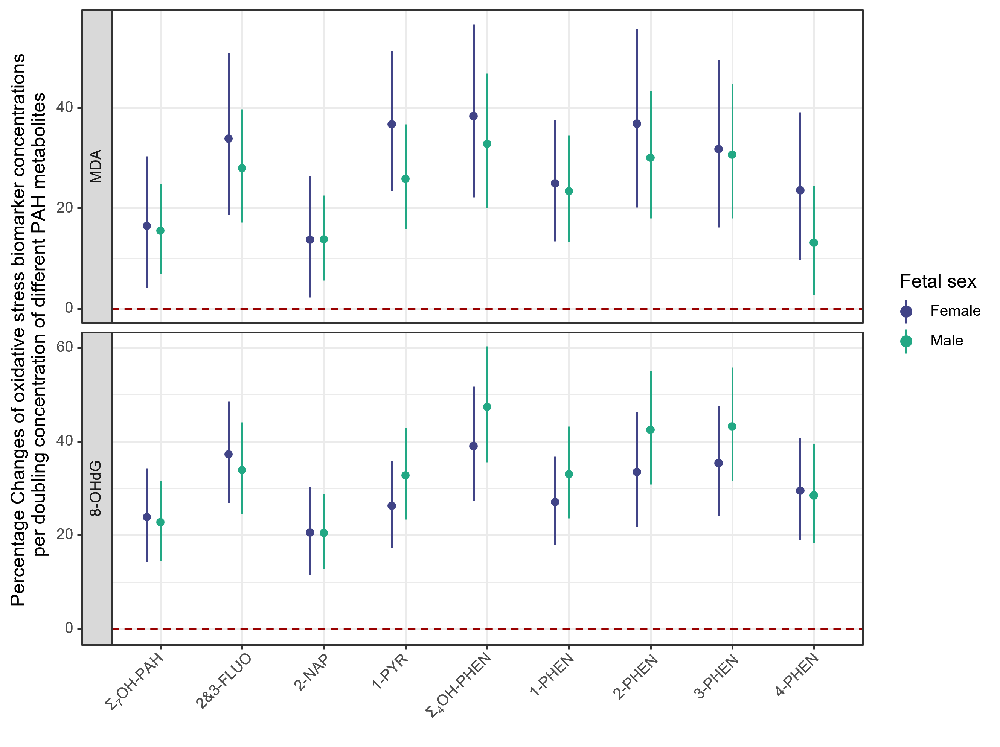 Percentage Changes of oxidative stress biomarker concentrations
per doubling concentration of different PAH metabolites
MDA
40
20
0
8-OHdG
60
40
20
0
Σ₇OH-PAH
2&3-FLUO
2-NAP
1-PYR
Σ₄OH-PHEN
1-PHEN
2-PHEN
3-PHEN
4-PHEN
Fetal sex
Female
Male